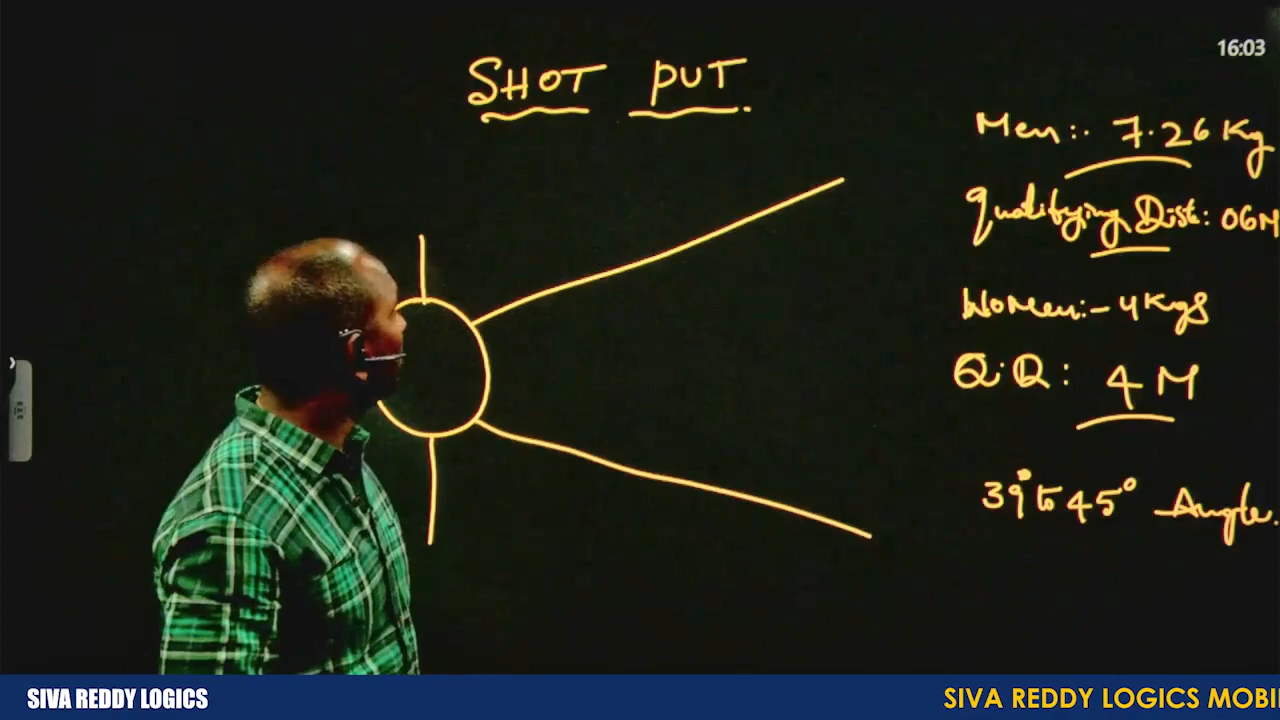 16:03
SHOT PUT
Men:- 7.26 Kg
Qualifying Dist: 06M
Women:- 4Kgs
Q.D: 4 M
39° to 45° Angle.
SIVA REDDY LOGICS
SIVA REDDY LOGICS MOBI